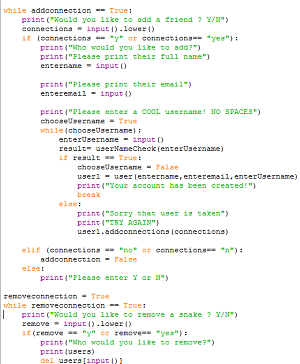 while addconnection == True:
    print("Would you like to add a friend ? Y/N")
    connections = input().lower()
    if (connections == "y" or connections== "yes"):
        print("Who would you like to add?")
        print("Please print their full name")
        entername = input()

        print("Please print their email")
        enteremail = input()

        print("Please enter a COOL username! NO SPACES")
        chooseUsername = True
        while(chooseUsername):
            enterUsername = input()
            result= userNameCheck(enterUsername)
            if result == True:
                chooseUsername = False
                user1 = user(entername,enteremail,enterUsername)
                print("Your account has been created!")
                break
            else:
                print("Sorry that user is taken")
                print("TRY AGAIN")
                user1.addconnections(connections)

    elif (connections == "no" or connections== "n"):
        addconnection = False
    else:
        print("Please enter Y or N")

removeconnection = True
while removeconnection == True:
    print("Would you like to remove a snake ? Y/N")
    remove = input().lower()
    if(remove == "y" or remove== "yes"):
        print("Who would you like to remove?")
        print(users)
        del users[input()]